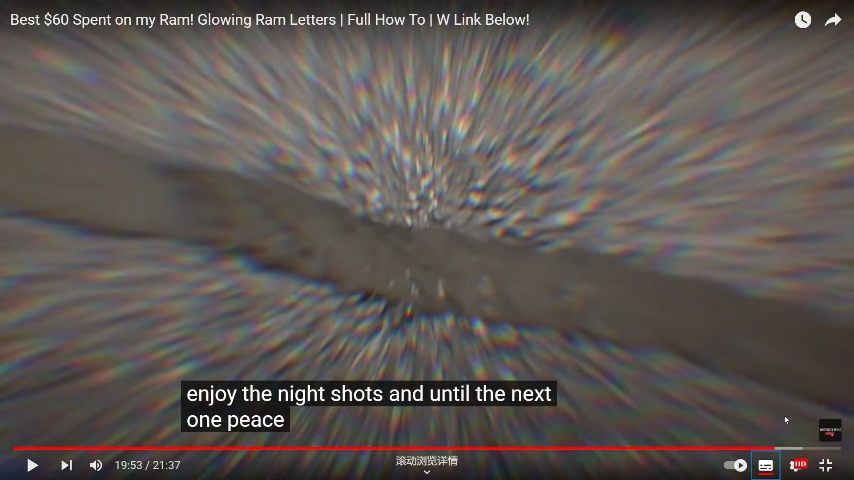 Best $60 Spent on my Ram! Glowing Ram Letters | Full How To | W Link Below!
enjoy the night shots and until the next
one peace
19:53 / 21:37
滚动浏览详情
HD